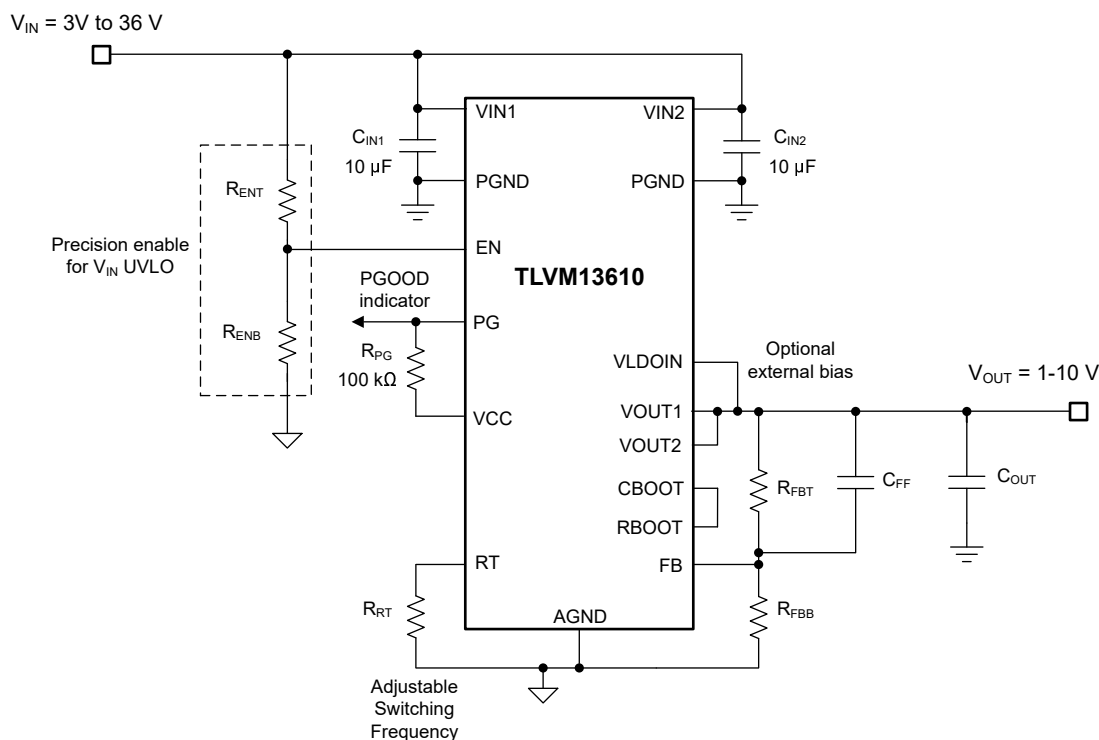 V_IN = 3V to 36 V
VIN1
VIN2
C_IN1
10 µF
C_IN2
10 µF
PGND
PGND
R_ENT
Precision enable
for V_IN UVLO
EN
TLVM13610
PGOOD
indicator
PG
R_ENB
R_PG
100 kΩ
VLDOIN
Optional
external bias
V_OUT = 1-10 V
VCC
VOUT1
VOUT2
CBOOT
RBOOT
R_FBT
C_FF
C_OUT
RT
FB
R_RT
AGND
R_FBB
Adjustable
Switching
Frequency